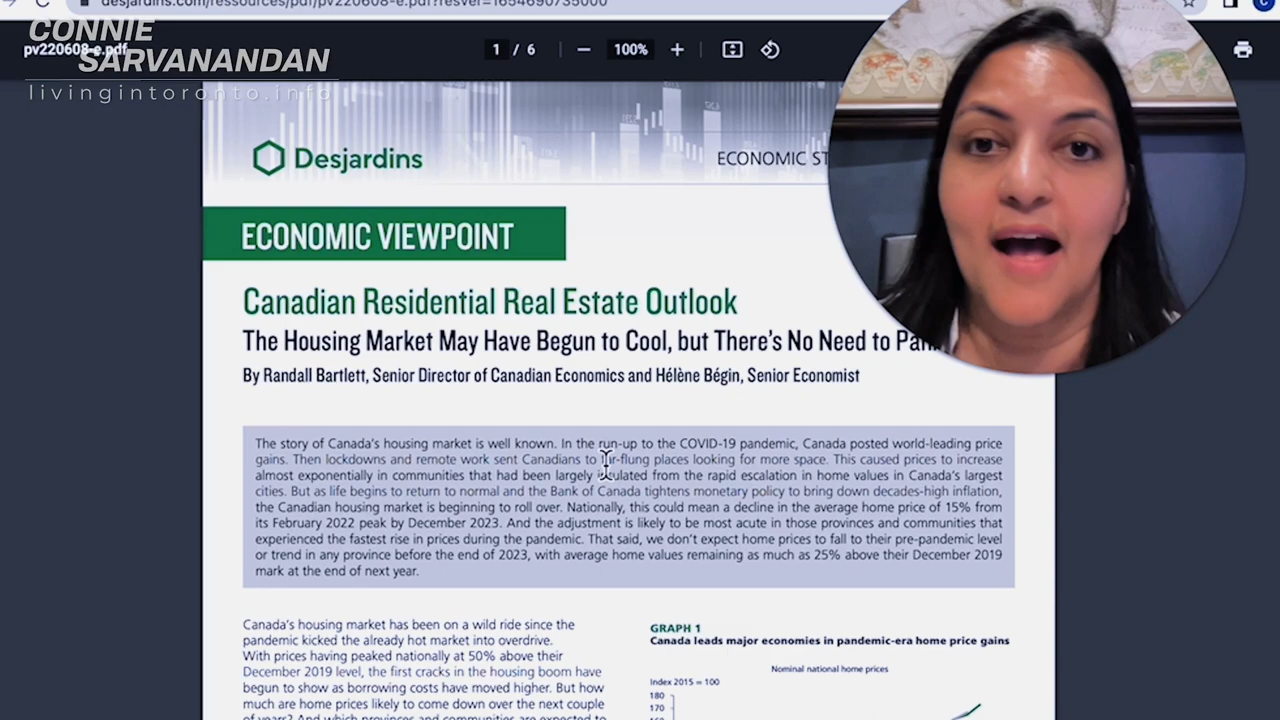 desjardins.com/ressources/pdf/pv220608-e.pdf?resVer=1654690735000
CONNIE
SARVANANDAN
livingintoronto.info
pv220608-e.pdf
1 / 6
100%
Desjardins
ECONOMIC ST
ECONOMIC VIEWPOINT
Canadian Residential Real Estate Outlook
The Housing Market May Have Begun to Cool, but There's No Need to Pan
By Randall Bartlett, Senior Director of Canadian Economics and Hélène Bégin, Senior Economist
The story of Canada's housing market is well known. In the run-up to the COVID-19 pandemic, Canada posted world-leading price
gains. Then lockdowns and remote work sent Canadians to far-flung places looking for more space. This caused prices to increase
almost exponentially in communities that had been largely insulated from the rapid escalation in home values in Canada's largest
cities. But as life begins to return to normal and the Bank of Canada tightens monetary policy to bring down decades-high inflation,
the Canadian housing market is beginning to roll over. Nationally, this could mean a decline in the average home price of 15% from
its February 2022 peak by December 2023. And the adjustment is likely to be most acute in those provinces and communities that
experienced the fastest rise in prices during the pandemic. That said, we don't expect home prices to fall to their pre-pandemic level
or trend in any province before the end of 2023, with average home values remaining as much as 25% above their December 2019
mark at the end of next year.
Canada's housing market has been on a wild ride since the
pandemic kicked the already hot market into overdrive.
With prices having peaked nationally at 50% above their
December 2019 level, the first cracks in the housing boom have
begun to show as borrowing costs have moved higher. But how
much are home prices likely to come down over the next couple
of years? And which provinces and communities are expected to
GRAPH 1
Canada leads major economies in pandemic-era home price gains
Nominal national home prices
Index 2015 = 100
180
170
160